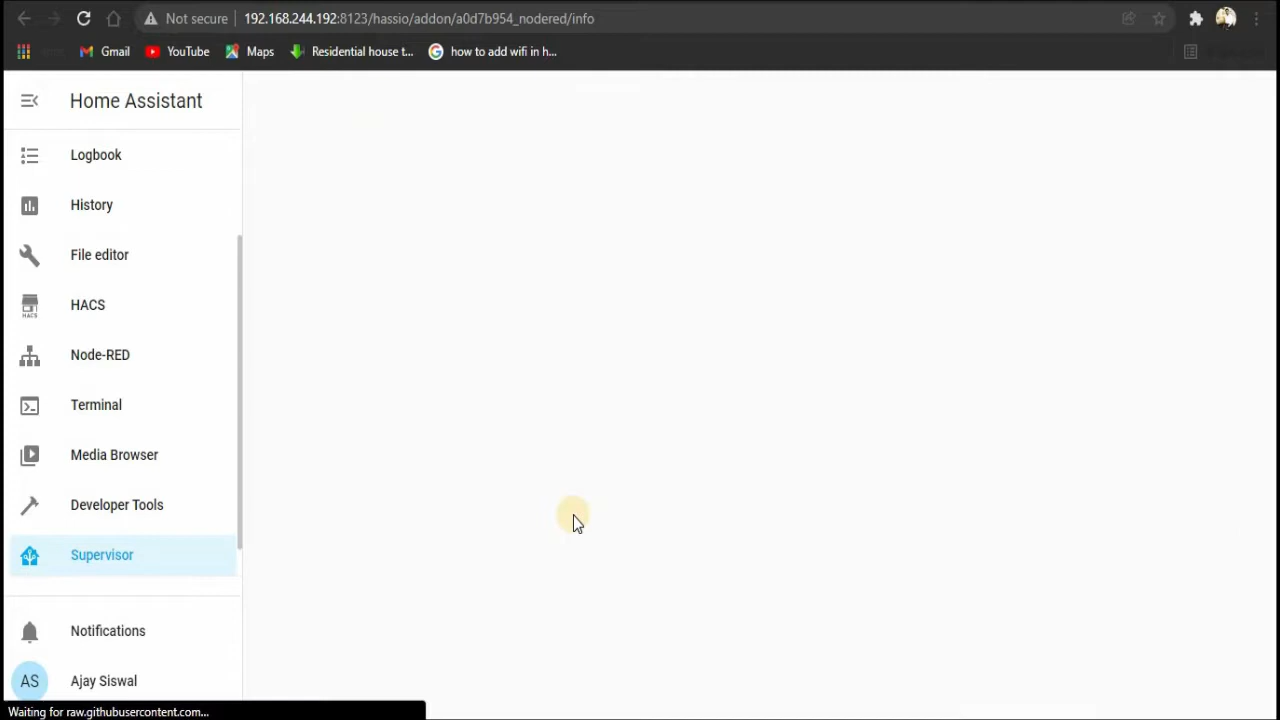 Not secure
192.168.244.192:8123/hassio/addon/a0d7b954_nodered/info
Gmail
YouTube
Maps
Residential house t...
how to add wifi in h...
Home Assistant
Logbook
History
File editor
HACS
HACS
Node-RED
Terminal
Media Browser
Developer Tools
Supervisor
Notifications
AS
Ajay Siswal
Waiting for raw.githubusercontent.com...